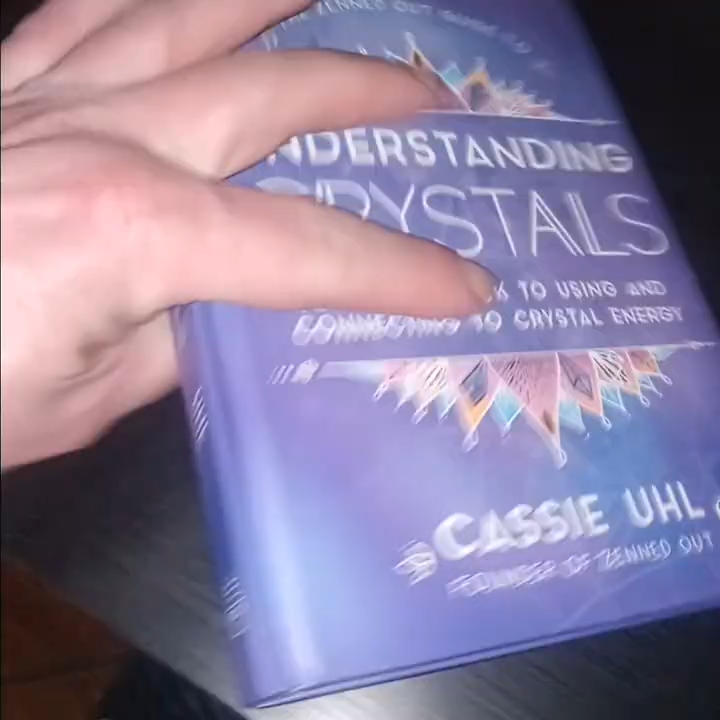 THE ZENNED OUT GUIDE TO
UNDERSTANDING
CRYSTALS
TO USING AND
CONNECTING TO CRYSTAL ENERGY
CASSIE UHL
FOUNDER OF ZENNED OUT